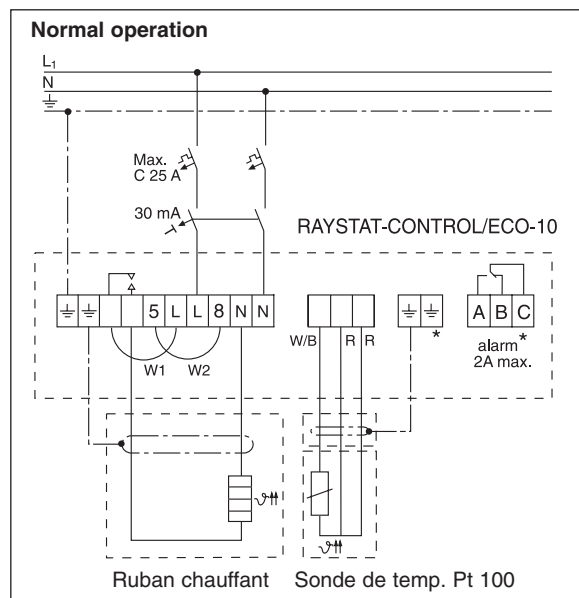 Normal operation
L1
N
Max.
C 25 A
30 mA
RAYSTAT-CONTROL/ECO-10
5 L L 8 N N
A B C
W/B R R
*
alarm *
2A max.
W1 W2
Ruban chauffant
Sonde de temp. Pt 100